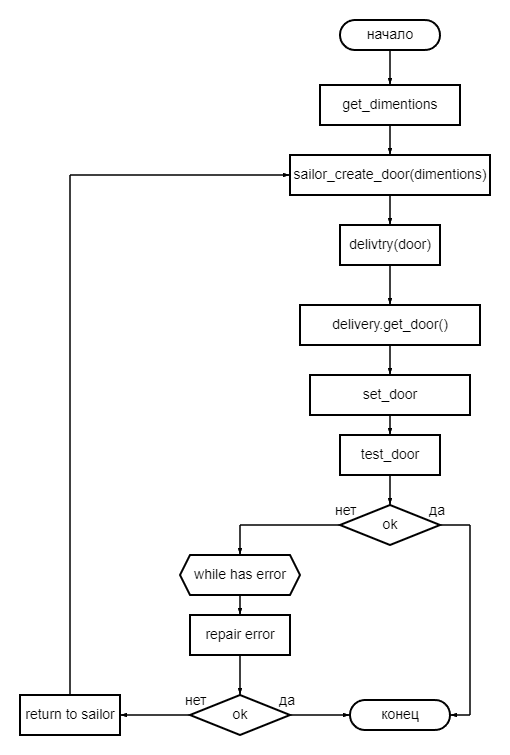 начало
get_dimentions
sailor_create_door(dimentions)
delivtry(door)
delivery.get_door()
set_door
test_door
нет
да
ok
while has error
repair error
нет
да
return to sailor
ok
конец